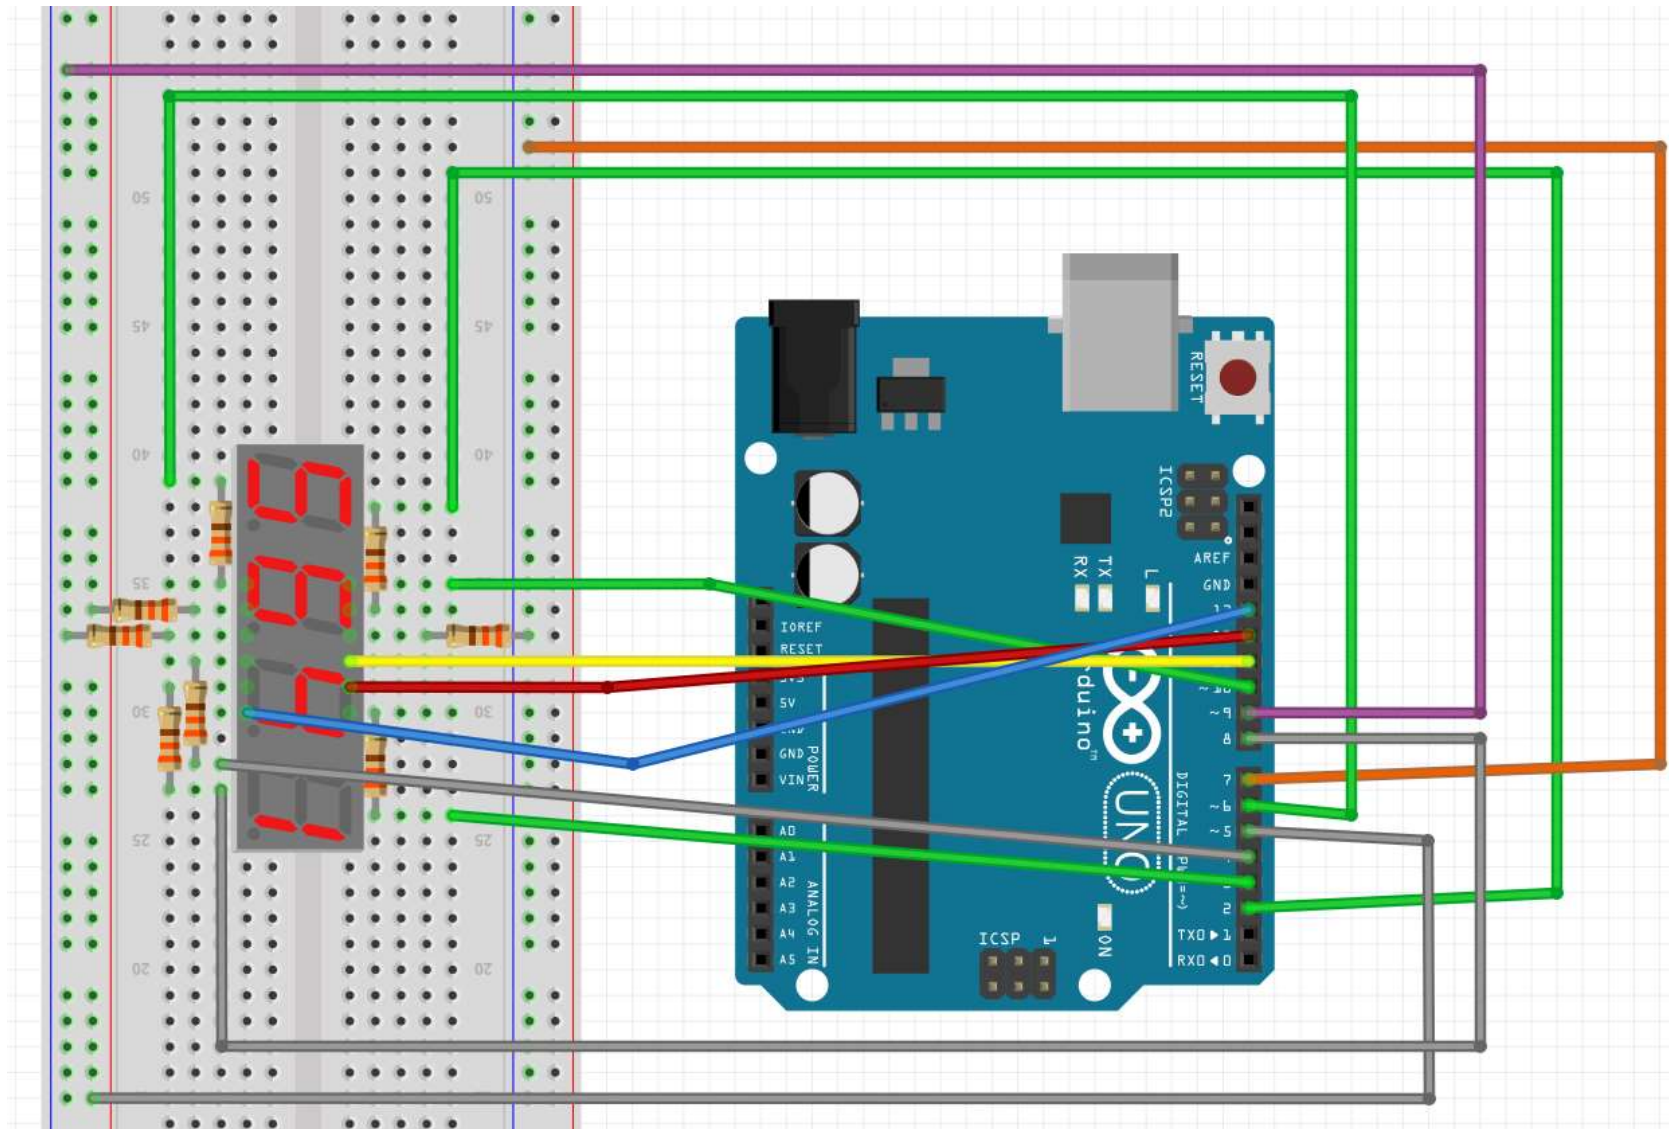 50 50
45 45
40 40
35
30 30
25 25
20 20
RESET
ICSP2
AREF
GND
RX TX L
IOREF
RESET
5V
GND
VIN
POWER
A0
A1
A2
A3
A4
A5
ANALOG IN
~9
8
7
~6
~5
2
TX0▶1
RX0◀0
DIGITAL
UNO
ICSP 1
ON